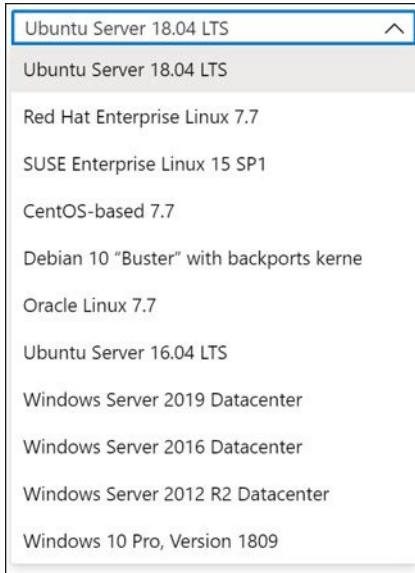 Ubuntu Server 18.04 LTS
Ubuntu Server 18.04 LTS
Red Hat Enterprise Linux 7.7
SUSE Enterprise Linux 15 SP1
CentOS-based 7.7
Debian 10 “Buster” with backports kerne
Oracle Linux 7.7
Ubuntu Server 16.04 LTS
Windows Server 2019 Datacenter
Windows Server 2016 Datacenter
Windows Server 2012 R2 Datacenter
Windows 10 Pro, Version 1809